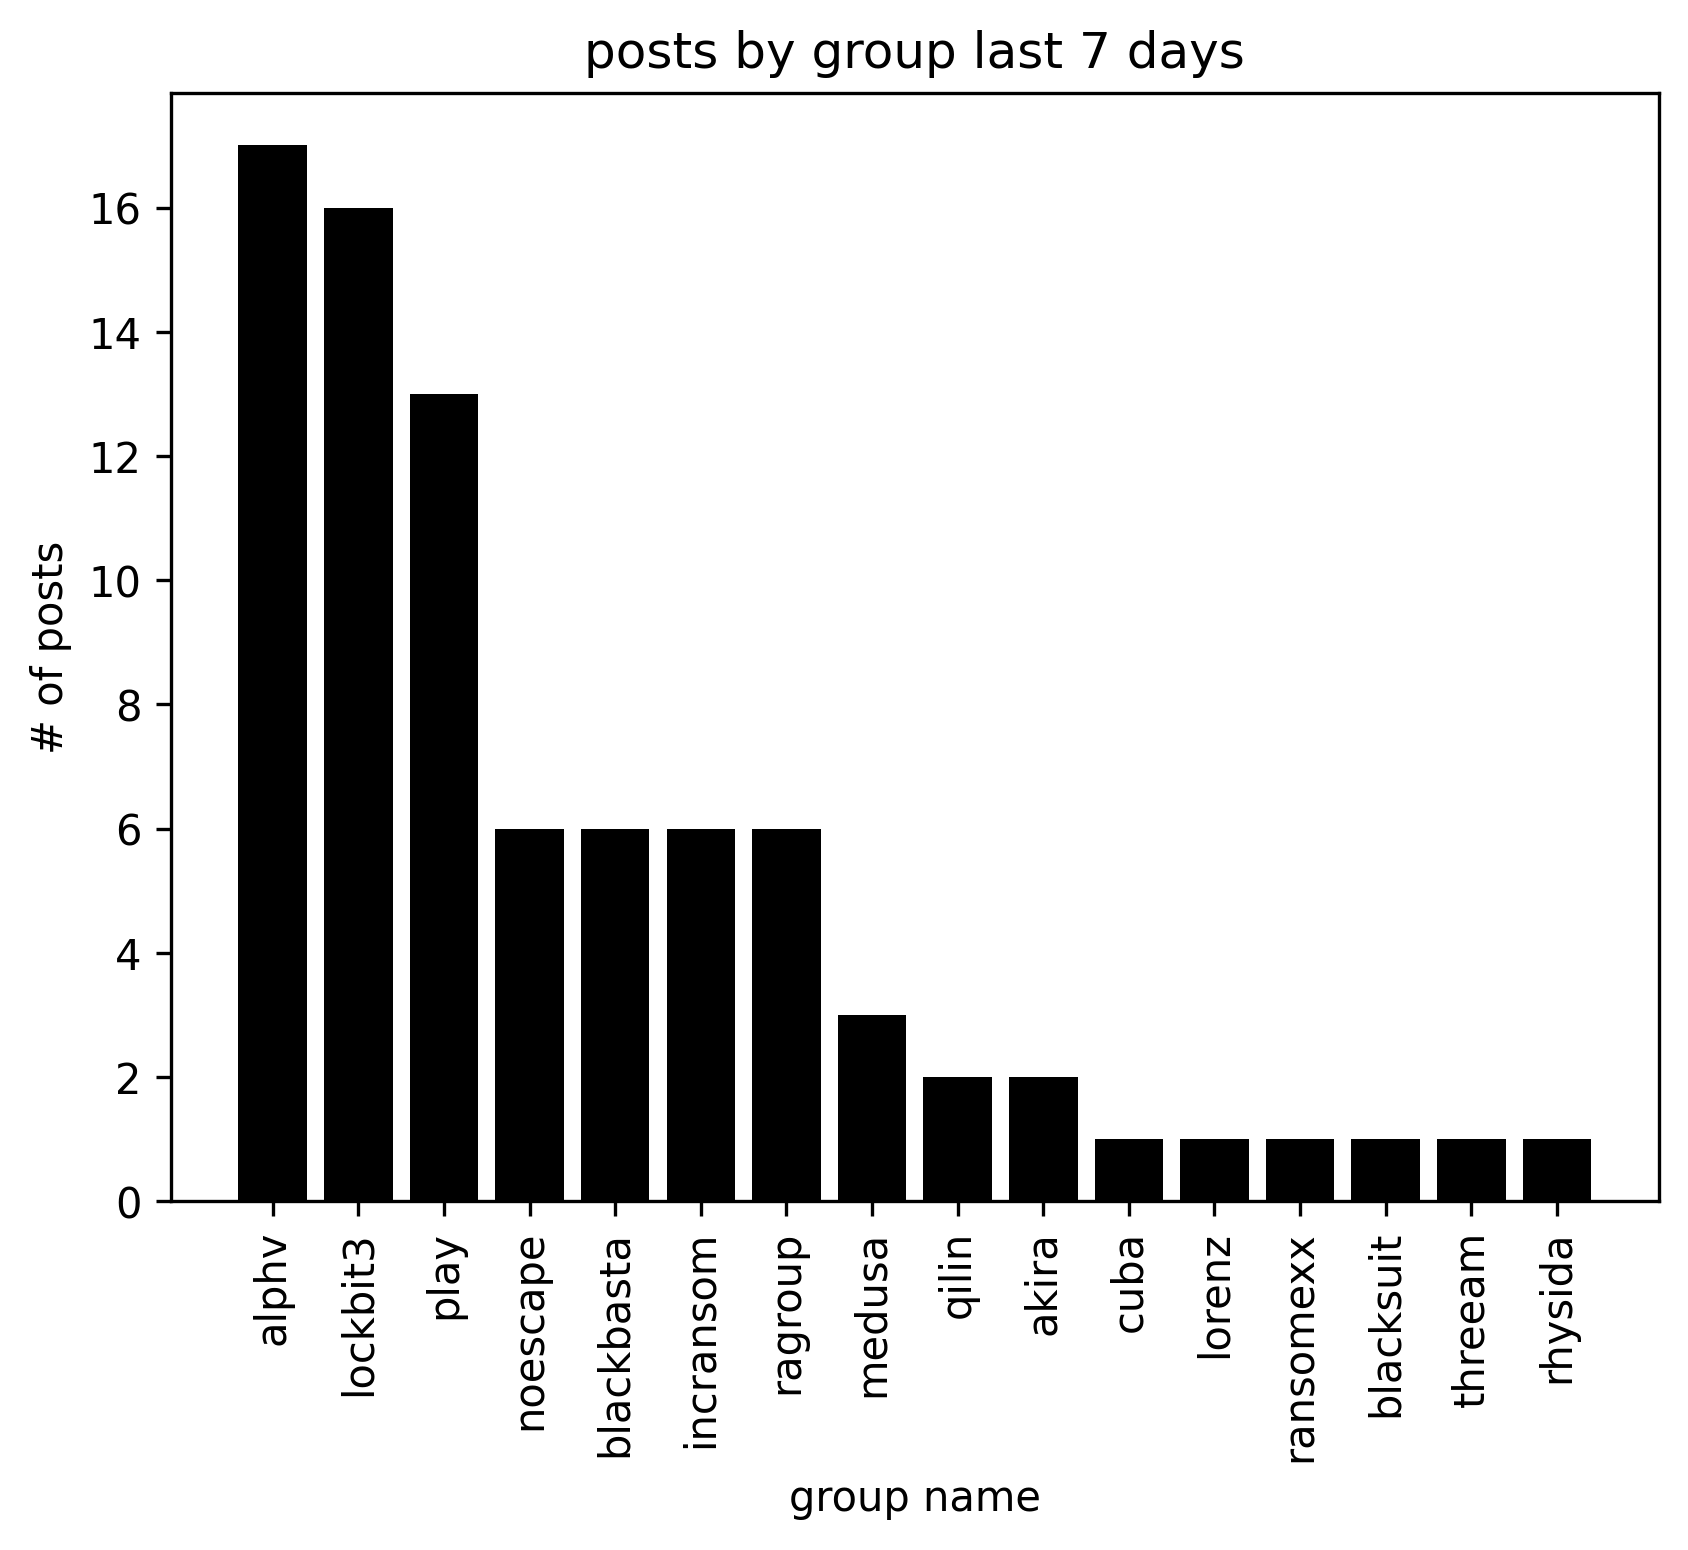 posts by group last 7 days
# of posts
16
14
12
10
8
6
4
2
0
alphv
lockbit3
play
noescape
blackbasta
incransom
ragroup
medusa
qilin
akira
cuba
lorenz
ransomexx
blacksuit
threeam
rhysida
group name